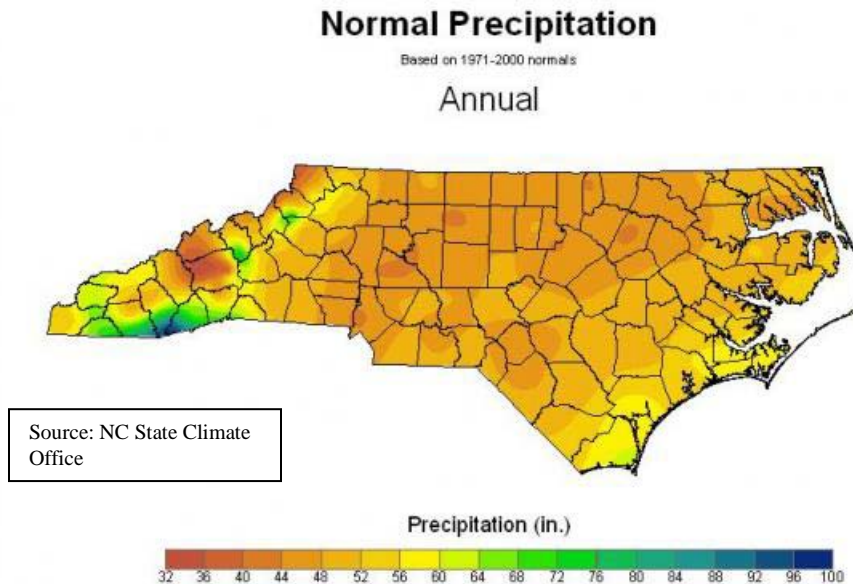 Normal Precipitation
Based on 1971-2000 normals
Annual
Source: NC State Climate
Office
Precipitation (in.)
32 36 40 44 48 52 56 60 64 68 72 76 80 84 88 92 96 100